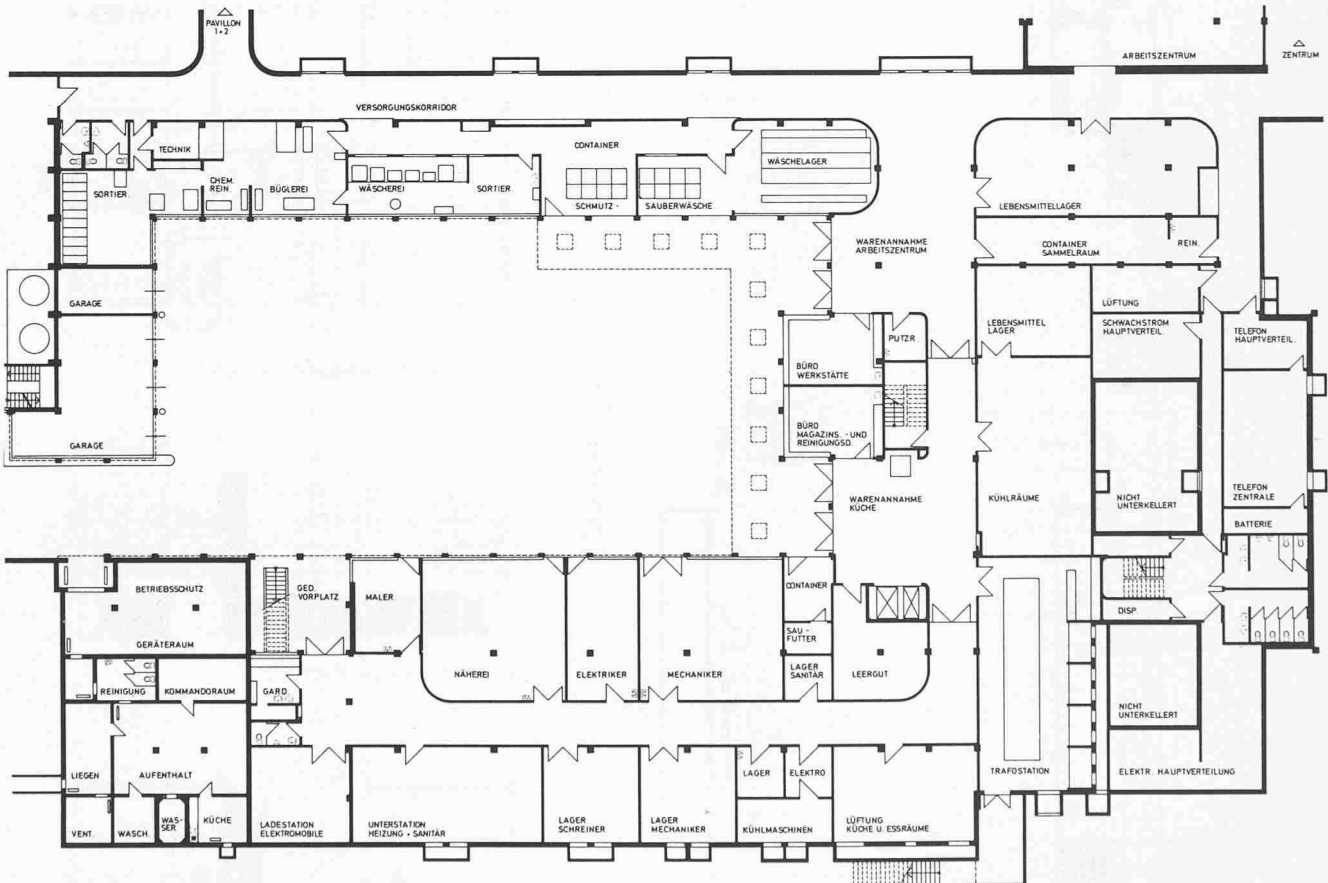 PAVILLON
1+2
ARBEITSZENTRUM
ZENTRUM
VERSORGUNGSKORRIDOR
TECHNIK
CONTAINER
SORTIER.
CHEM.
REIN.
BÜGLEREI
WÄSCHEREI
SORTIER.
SCHMUTZ -
SAUBERWÄSCHE
WÄSCHELAGER
LEBENSMITTELLAGER
WARENANNAHME
ARBEITSZENTRUM
CONTAINER
SAMMELRAUM
REIN.
GARAGE
LÜFTUNG
LEBENSMITTEL
LAGER
SCHWACHSTROM
HAUPTVERTEIL.
TELEFON
HAUPTVERTEIL.
PUTZR.
BÜRO
WERKSTÄTTE
BÜRO
MAGAZINS. - UND
REINIGUNGSD.
GARAGE
WARENANNAHME
KÜCHE
KÜHLRÄUME
NICHT
UNTERKELLERT
TELEFON
ZENTRALE
BATTERIE
BETRIEBSSCHUTZ
GERÄTERAUM
GED.
VORPLATZ
MALER
CONTAINER
DISP.
SAU -
FUTTER
NÄHEREI
ELEKTRIKER
MECHANIKER
LAGER
SANITÄR
LEERGUT
REINIGUNG
KOMMANDORAUM
GARD.
NICHT
UNTERKELLERT
LIEGEN
AUFENTHALT
LAGER
ELEKTRO
TRAFOSTATION
ELEKTR. HAUPTVERTEILUNG
VENT.
WASCH.
WAS-
SER
KÜCHE
LADESTATION
ELEKTROMOBILE
UNTERSTATION
HEIZUNG + SANITÄR
LAGER
SCHREINER
LAGER
MECHANIKER
KÜHLMASCHINEN
LÜFTUNG
KÜCHE U. ESSRÄUME